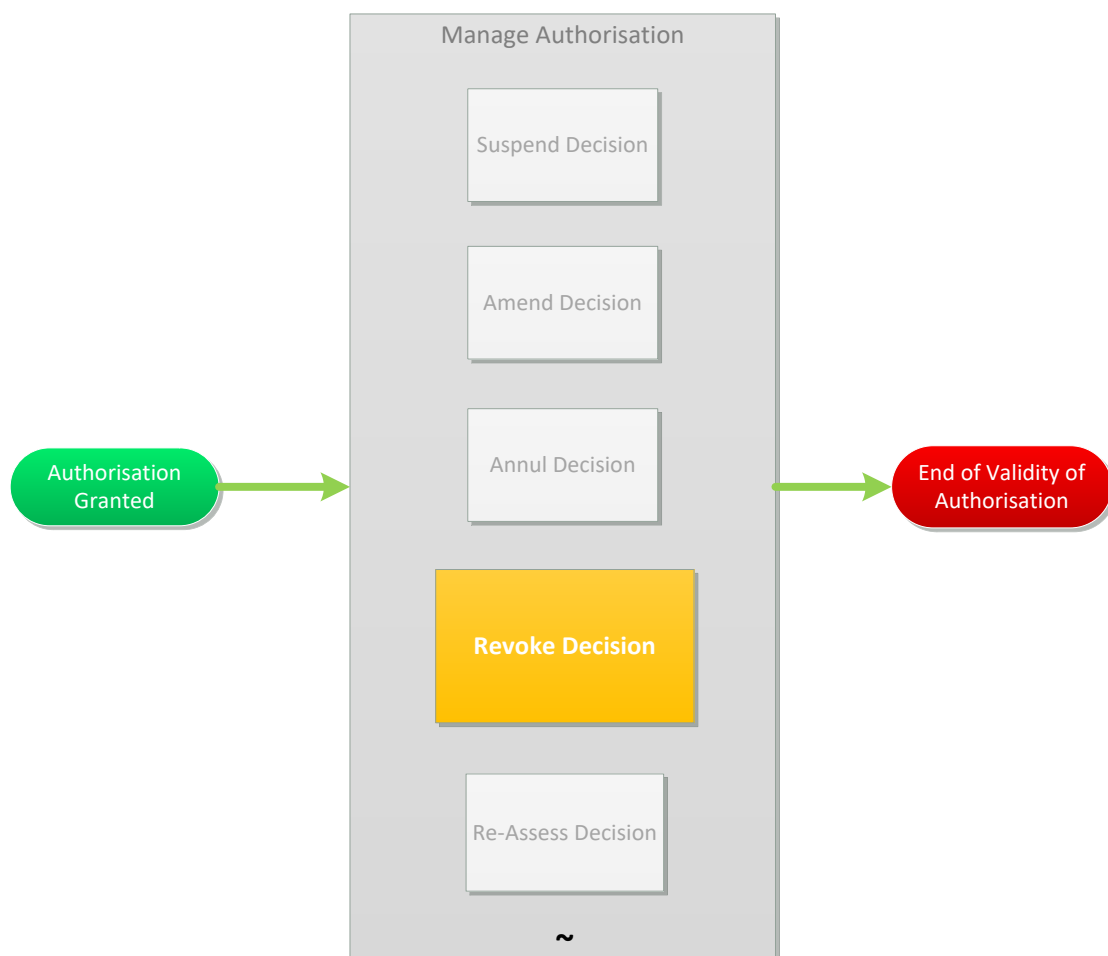 Manage Authorisation
Suspend Decision
Amend Decision
Annul Decision
Authorisation
Granted
End of Validity of
Authorisation
Revoke Decision
Re-Assess Decision
~